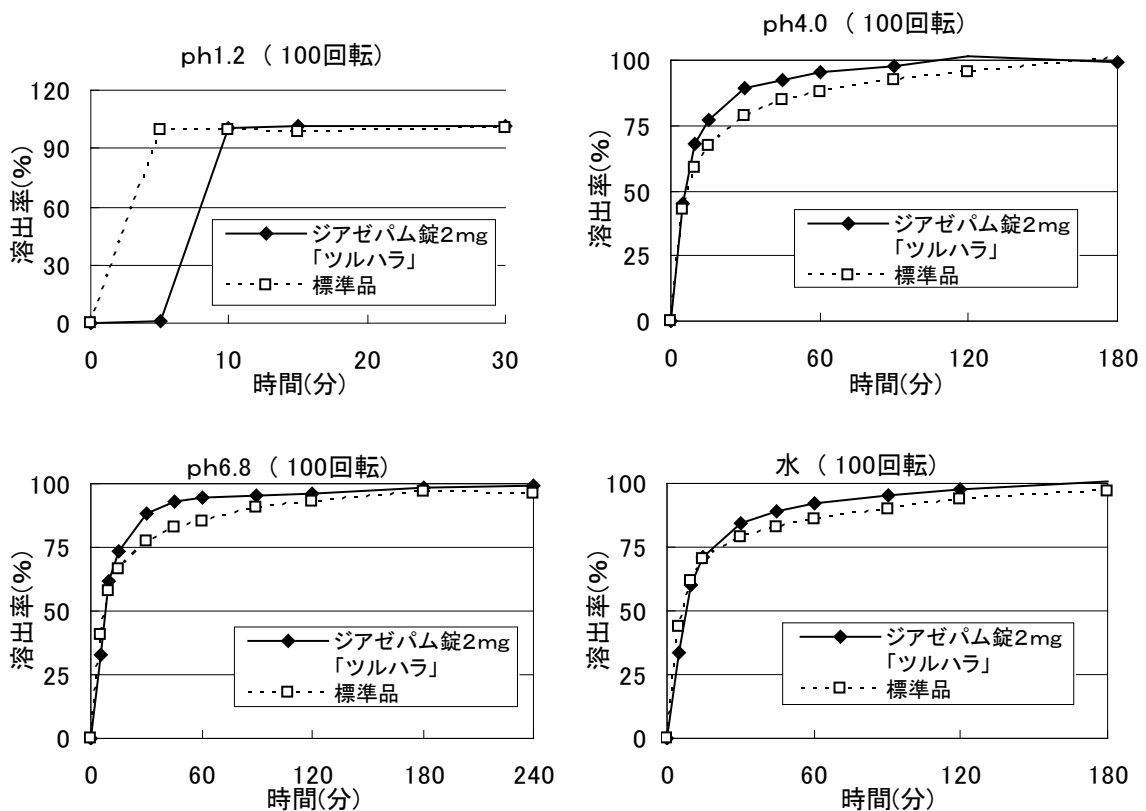 ph1.2 ( 100回転)
120
90
60
30
0
溶出率(%)
ジアゼパム錠2mg
「ツルハラ」
標準品
0 10 20 30
時間(分)
ph4.0 ( 100回転)
100
75
50
25
0
溶出率(%)
ジアゼパム錠2mg
「ツルハラ」
標準品
0 60 120 180
時間(分)
ph6.8 ( 100回転)
100
75
50
25
0
溶出率(%)
ジアゼパム錠2mg
「ツルハラ」
標準品
0 60 120 180 240
時間(分)
水 ( 100回転)
100
75
50
25
0
溶出率(%)
ジアゼパム錠2mg
「ツルハラ」
標準品
0 60 120 180
時間(分)